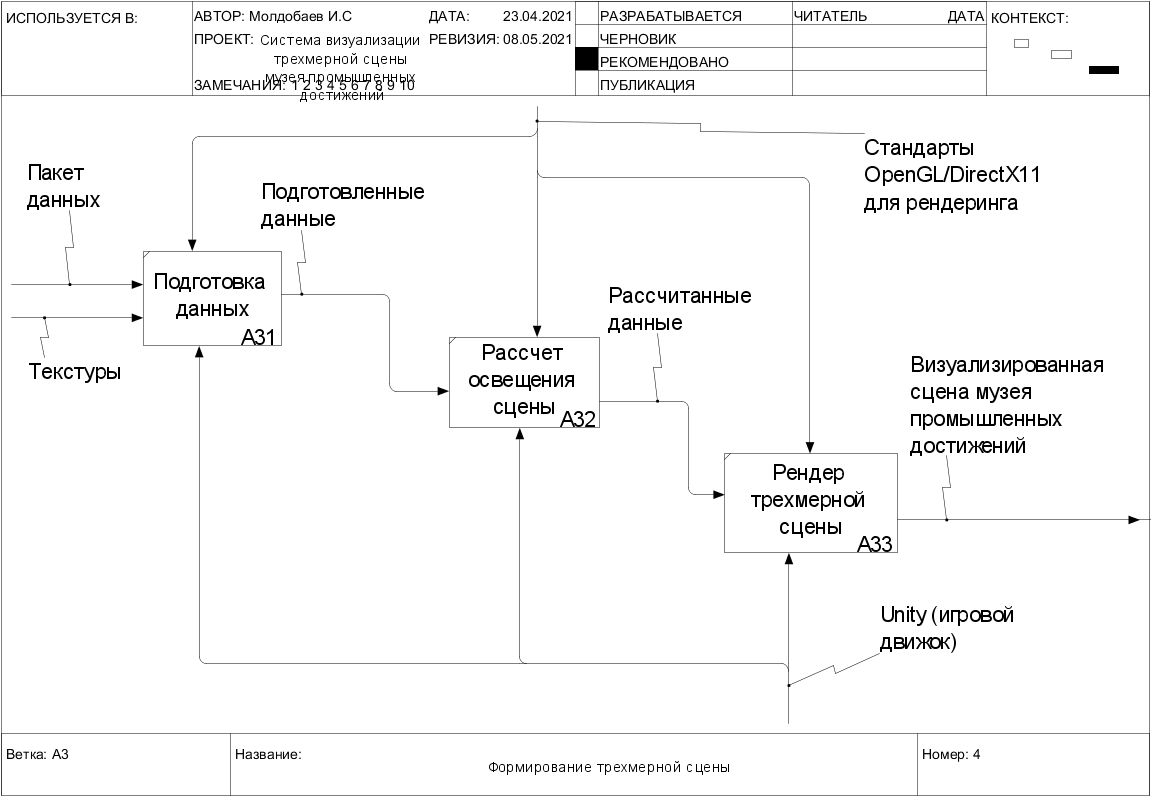 ИСПОЛЬЗУЕТСЯ В:
АВТОР: Молдобаев И.С ДАТА: 23.04.2021
ПРОЕКТ: Система визуализации РЕВИЗИЯ: 08.05.2021
трехмерной сцены
музея промышленных
ЗАМЕЧАНИЯ: 1 2 3 4 5 6 7 8 9 10
достижений
РАЗРАБАТЫВАЕТСЯ
ЧЕРНОВИК
РЕКОМЕНДОВАНО
ПУБЛИКАЦИЯ
ЧИТАТЕЛЬ ДАТА
КОНТЕКСТ:
Стандарты
OpenGL/DirectX11
для рендеринга
Пакет
данных
Подготовленные
данные
Подготовка
данных
A31
Текстуры
Рассчитанные
данные
Рассчет
освещения
сцены
A32
Визуализированная
сцена музея
промышленных
достижений
Рендер
трехмерной
сцены
A33
Unity (игровой
движок)
Ветка: A3
Название:
Формирование трехмерной сцены
Номер: 4